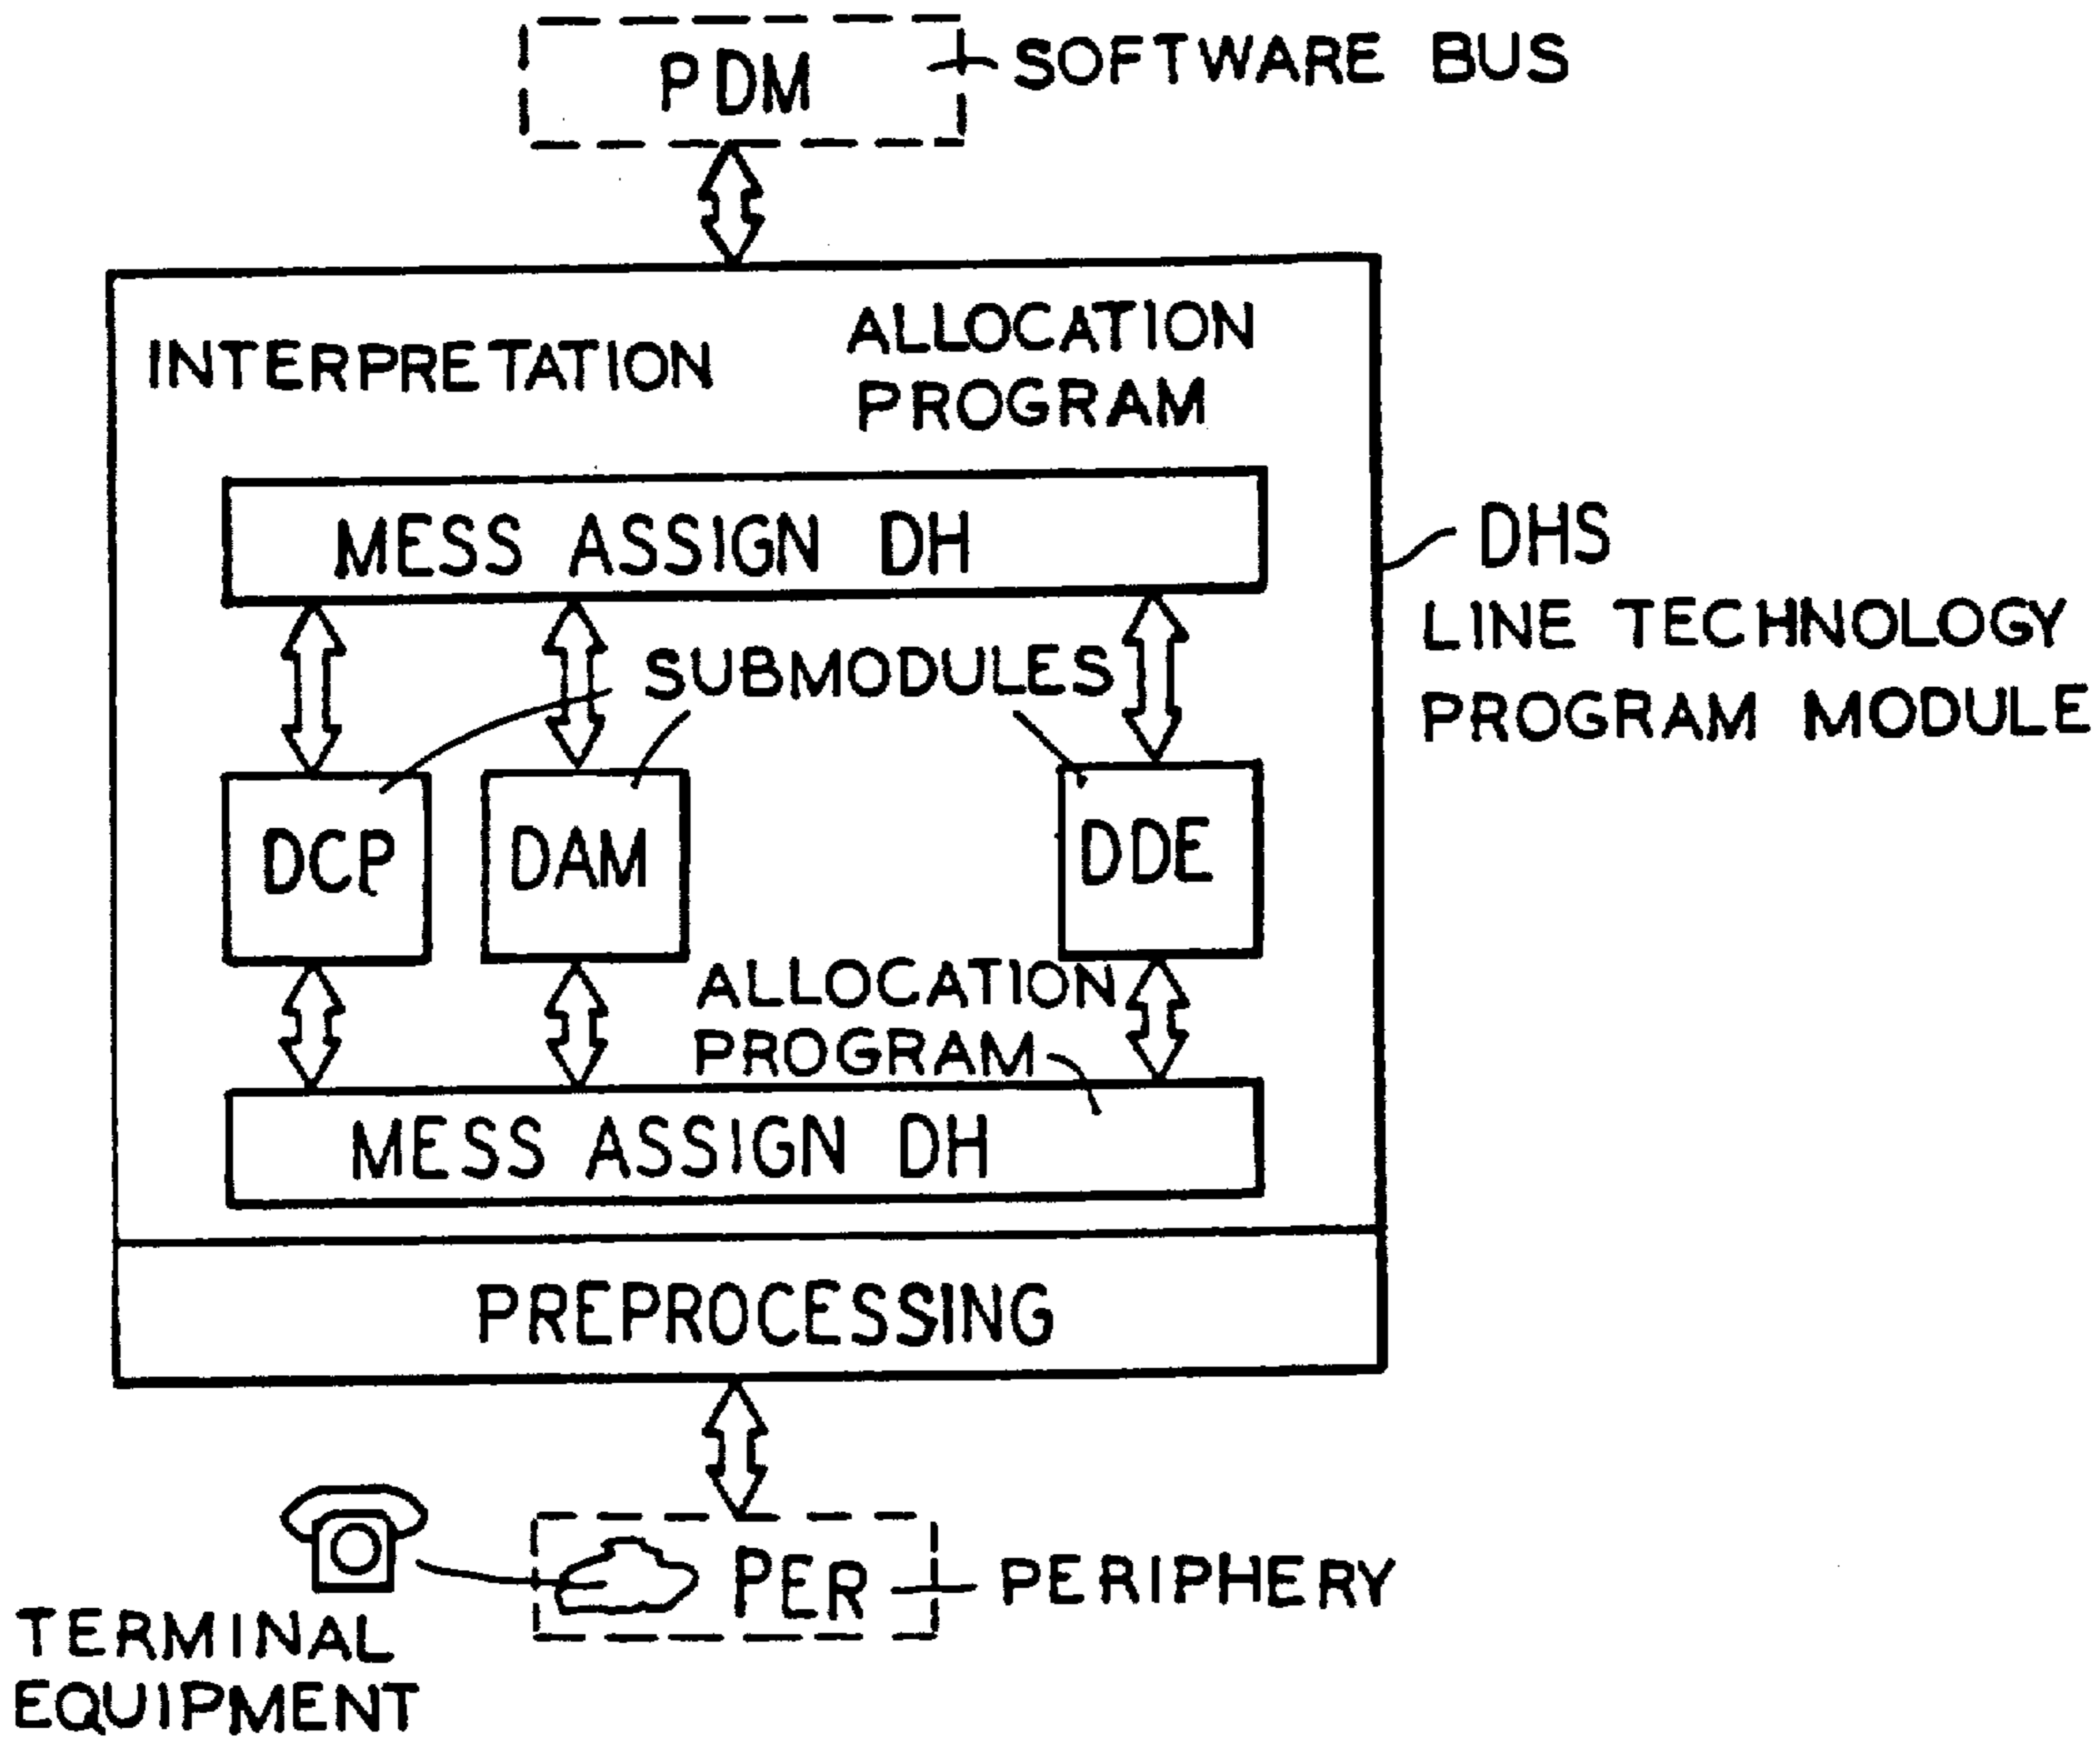 PDM
SOFTWARE BUS
INTERPRETATION
ALLOCATION
PROGRAM
MESS ASSIGN DH
DHS
LINE TECHNOLOGY
PROGRAM MODULE
SUBMODULES
DCP
DAM
DDE
ALLOCATION
PROGRAM
MESS ASSIGN DH
PREPROCESSING
PER
PERIPHERY
TERMINAL
EQUIPMENT